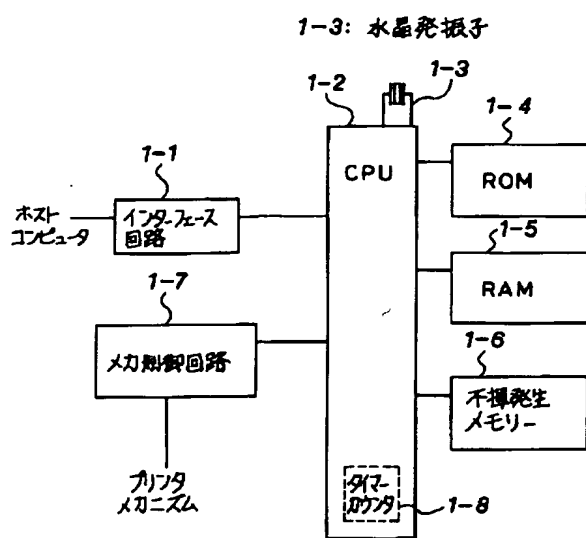 1-3: 水晶発振子
1-2
1-3
1-4
CPU
ROM
1-1
ホスト
コンピュータ
インターフェース
回路
1-5
RAM
1-7
メカ制御回路
1-6
不揮発生
メモリー
プリンタ
メカニズム
タイマー
カウンタ
1-8